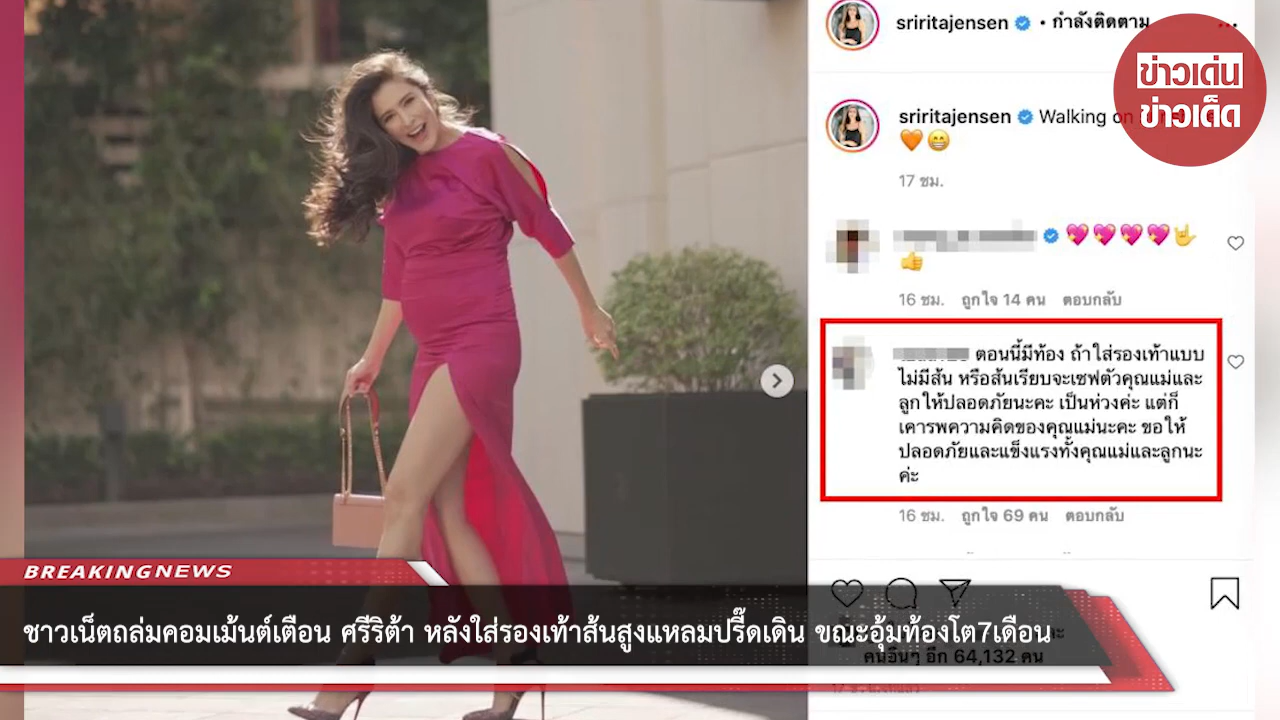 sriritajensen • กำลังติดตาม
ข่าวเด่น
ข่าวเด็ด
sriritajensen Walking on
17 ชม.
16 ชม. ถูกใจ 14 คน ตอบกลับ
ตอนนี้มีท้อง ถ้าใส่รองเท้าแบบ
ไม่มีส้น หรือส้นเรียบจะเซฟตัวคุณแม่และ
ลูกให้ปลอดภัยนะคะ เป็นห่วงค่ะ แต่ก็
เคารพความคิดของคุณแม่นะคะ ขอให้
ปลอดภัยและแข็งแรงทั้งคุณแม่และลูกนะ
ค่ะ
16 ชม. ถูกใจ 69 คน ตอบกลับ
BREAKINGNEWS
ชาวเน็ตถล่มคอมเม้นต์เตือน ศรีริต้า หลังใส่รองเท้าส้นสูงแหลมปรี๊ดเดิน ขณะอุ้มท้องโต7เดือน
คนอื่นๆ อีก 64,132 คน